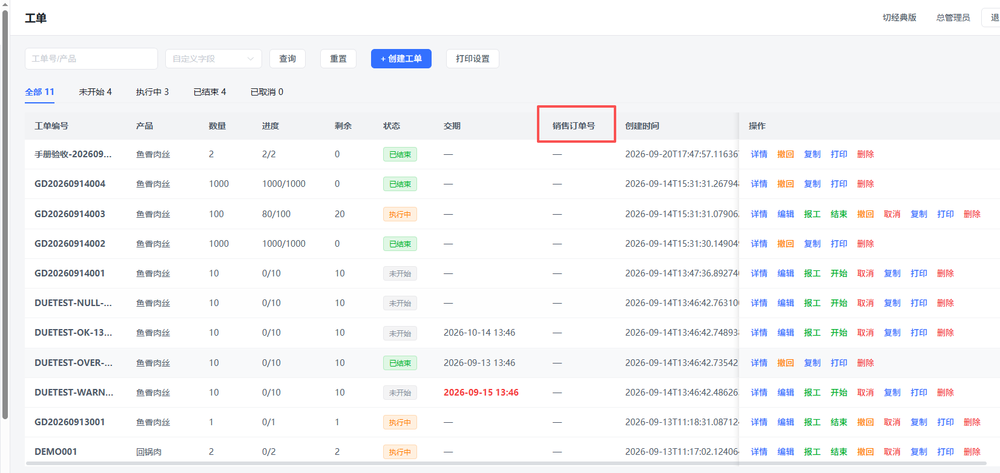 工单
切经典版 总管理员 退
工单号/产品 自定义字段 查询 重置 + 创建工单 打印设置
全部 11 未开始 4 执行中 3 已结束 4 已取消 0
工单编号 产品 数量 进度 剩余 状态 交期 销售订单号 创建时间 操作
手册验收-202609... 鱼香肉丝 2 2/2 0 已结束 — — 2026-09-20T17:47:57.11636 详情 撤回 复制 打印 删除
GD20260914004 鱼香肉丝 1000 1000/1000 0 已结束 — — 2026-09-14T15:31:31.26794 详情 撤回 复制 打印 删除
GD20260914003 鱼香肉丝 100 80/100 20 执行中 — — 2026-09-14T15:31:31.07906 详情 编辑 报工 结束 撤回 取消 复制 打印 删除
GD20260914002 鱼香肉丝 1000 1000/1000 0 已结束 — — 2026-09-14T15:31:30.14904 详情 撤回 复制 打印 删除
GD20260914001 鱼香肉丝 10 0/10 10 未开始 — — 2026-09-14T13:47:36.89274 详情 编辑 报工 开始 取消 复制 打印 删除
DUETEST-NULL-... 鱼香肉丝 10 0/10 10 未开始 — — 2026-09-14T13:46:42.76310 详情 编辑 报工 开始 取消 复制 打印 删除
DUETEST-OK-13... 鱼香肉丝 10 0/10 10 未开始 2026-10-14 13:46 — 2026-09-14T13:46:42.74893 详情 编辑 报工 开始 取消 复制 打印 删除
DUETEST-OVER-... 鱼香肉丝 10 0/10 10 已结束 2026-09-13 13:46 — 2026-09-14T13:46:42.73542 详情 撤回 复制 打印 删除
DUETEST-WARN... 鱼香肉丝 10 0/10 10 未开始 2026-09-15 13:46 — 2026-09-14T13:46:42.48626 详情 编辑 报工 开始 取消 复制 打印 删除
GD20260913001 鱼香肉丝 1 0/1 1 执行中 — — 2026-09-13T11:18:31.08712 详情 编辑 报工 结束 撤回 取消 复制 打印 删除
DEMO001 回锅肉 2 0/2 2 执行中 — — 2026-09-13T11:17:02.12406 详情 编辑 报工 结束 撤回 取消 复制 打印 删除